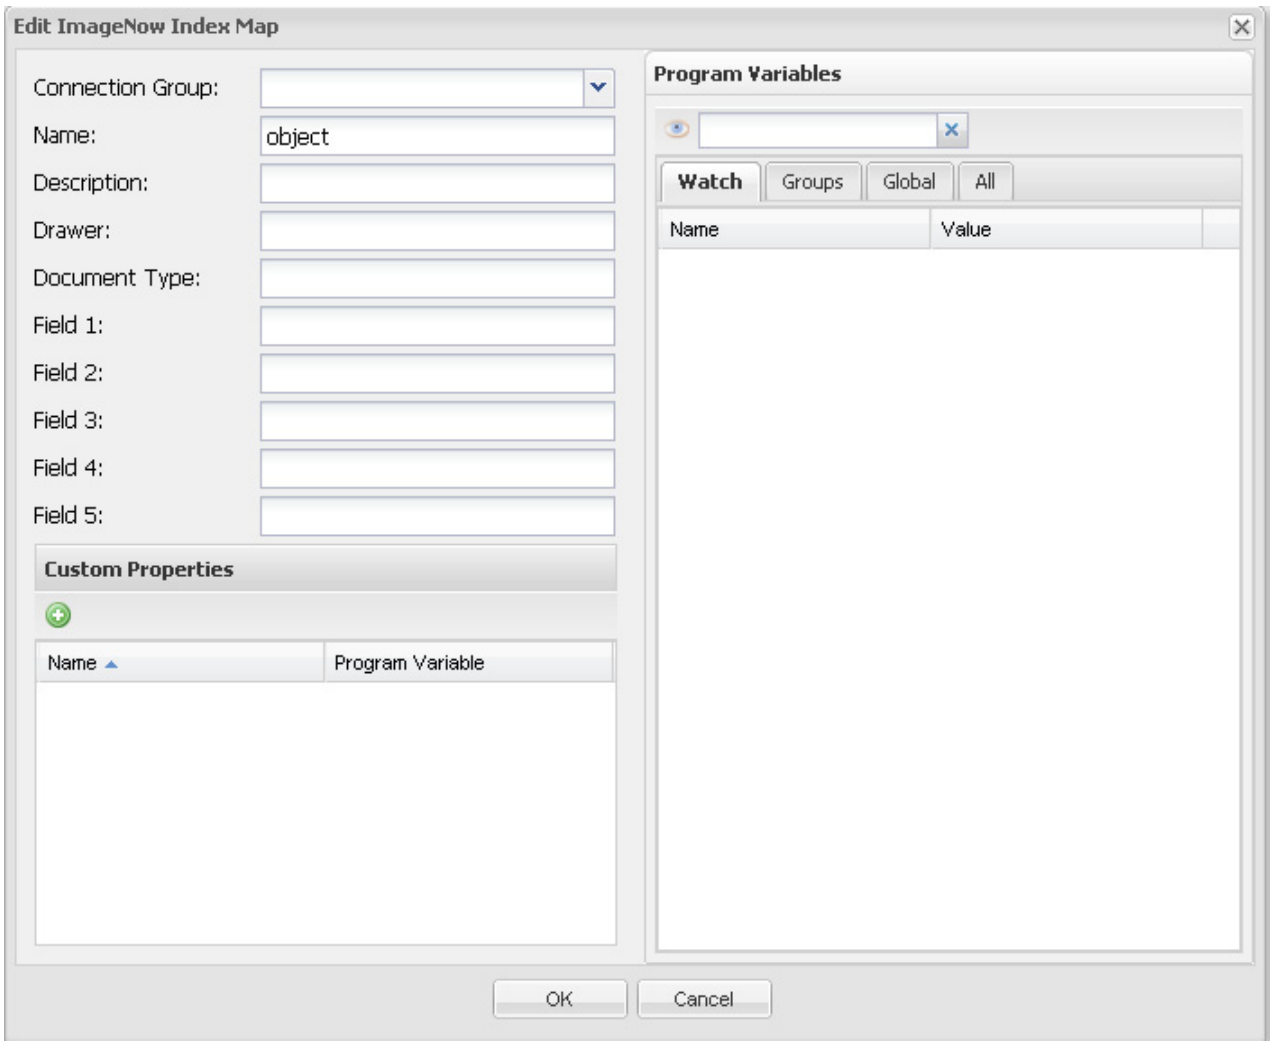 Edit ImageNow Index Map
Connection Group:
Name: object
Description:
Drawer:
Document Type:
Field 1:
Field 2:
Field 3:
Field 4:
Field 5:
Custom Properties
Name Program Variable
Program Variables
Watch Groups Global All
Name Value
OK Cancel